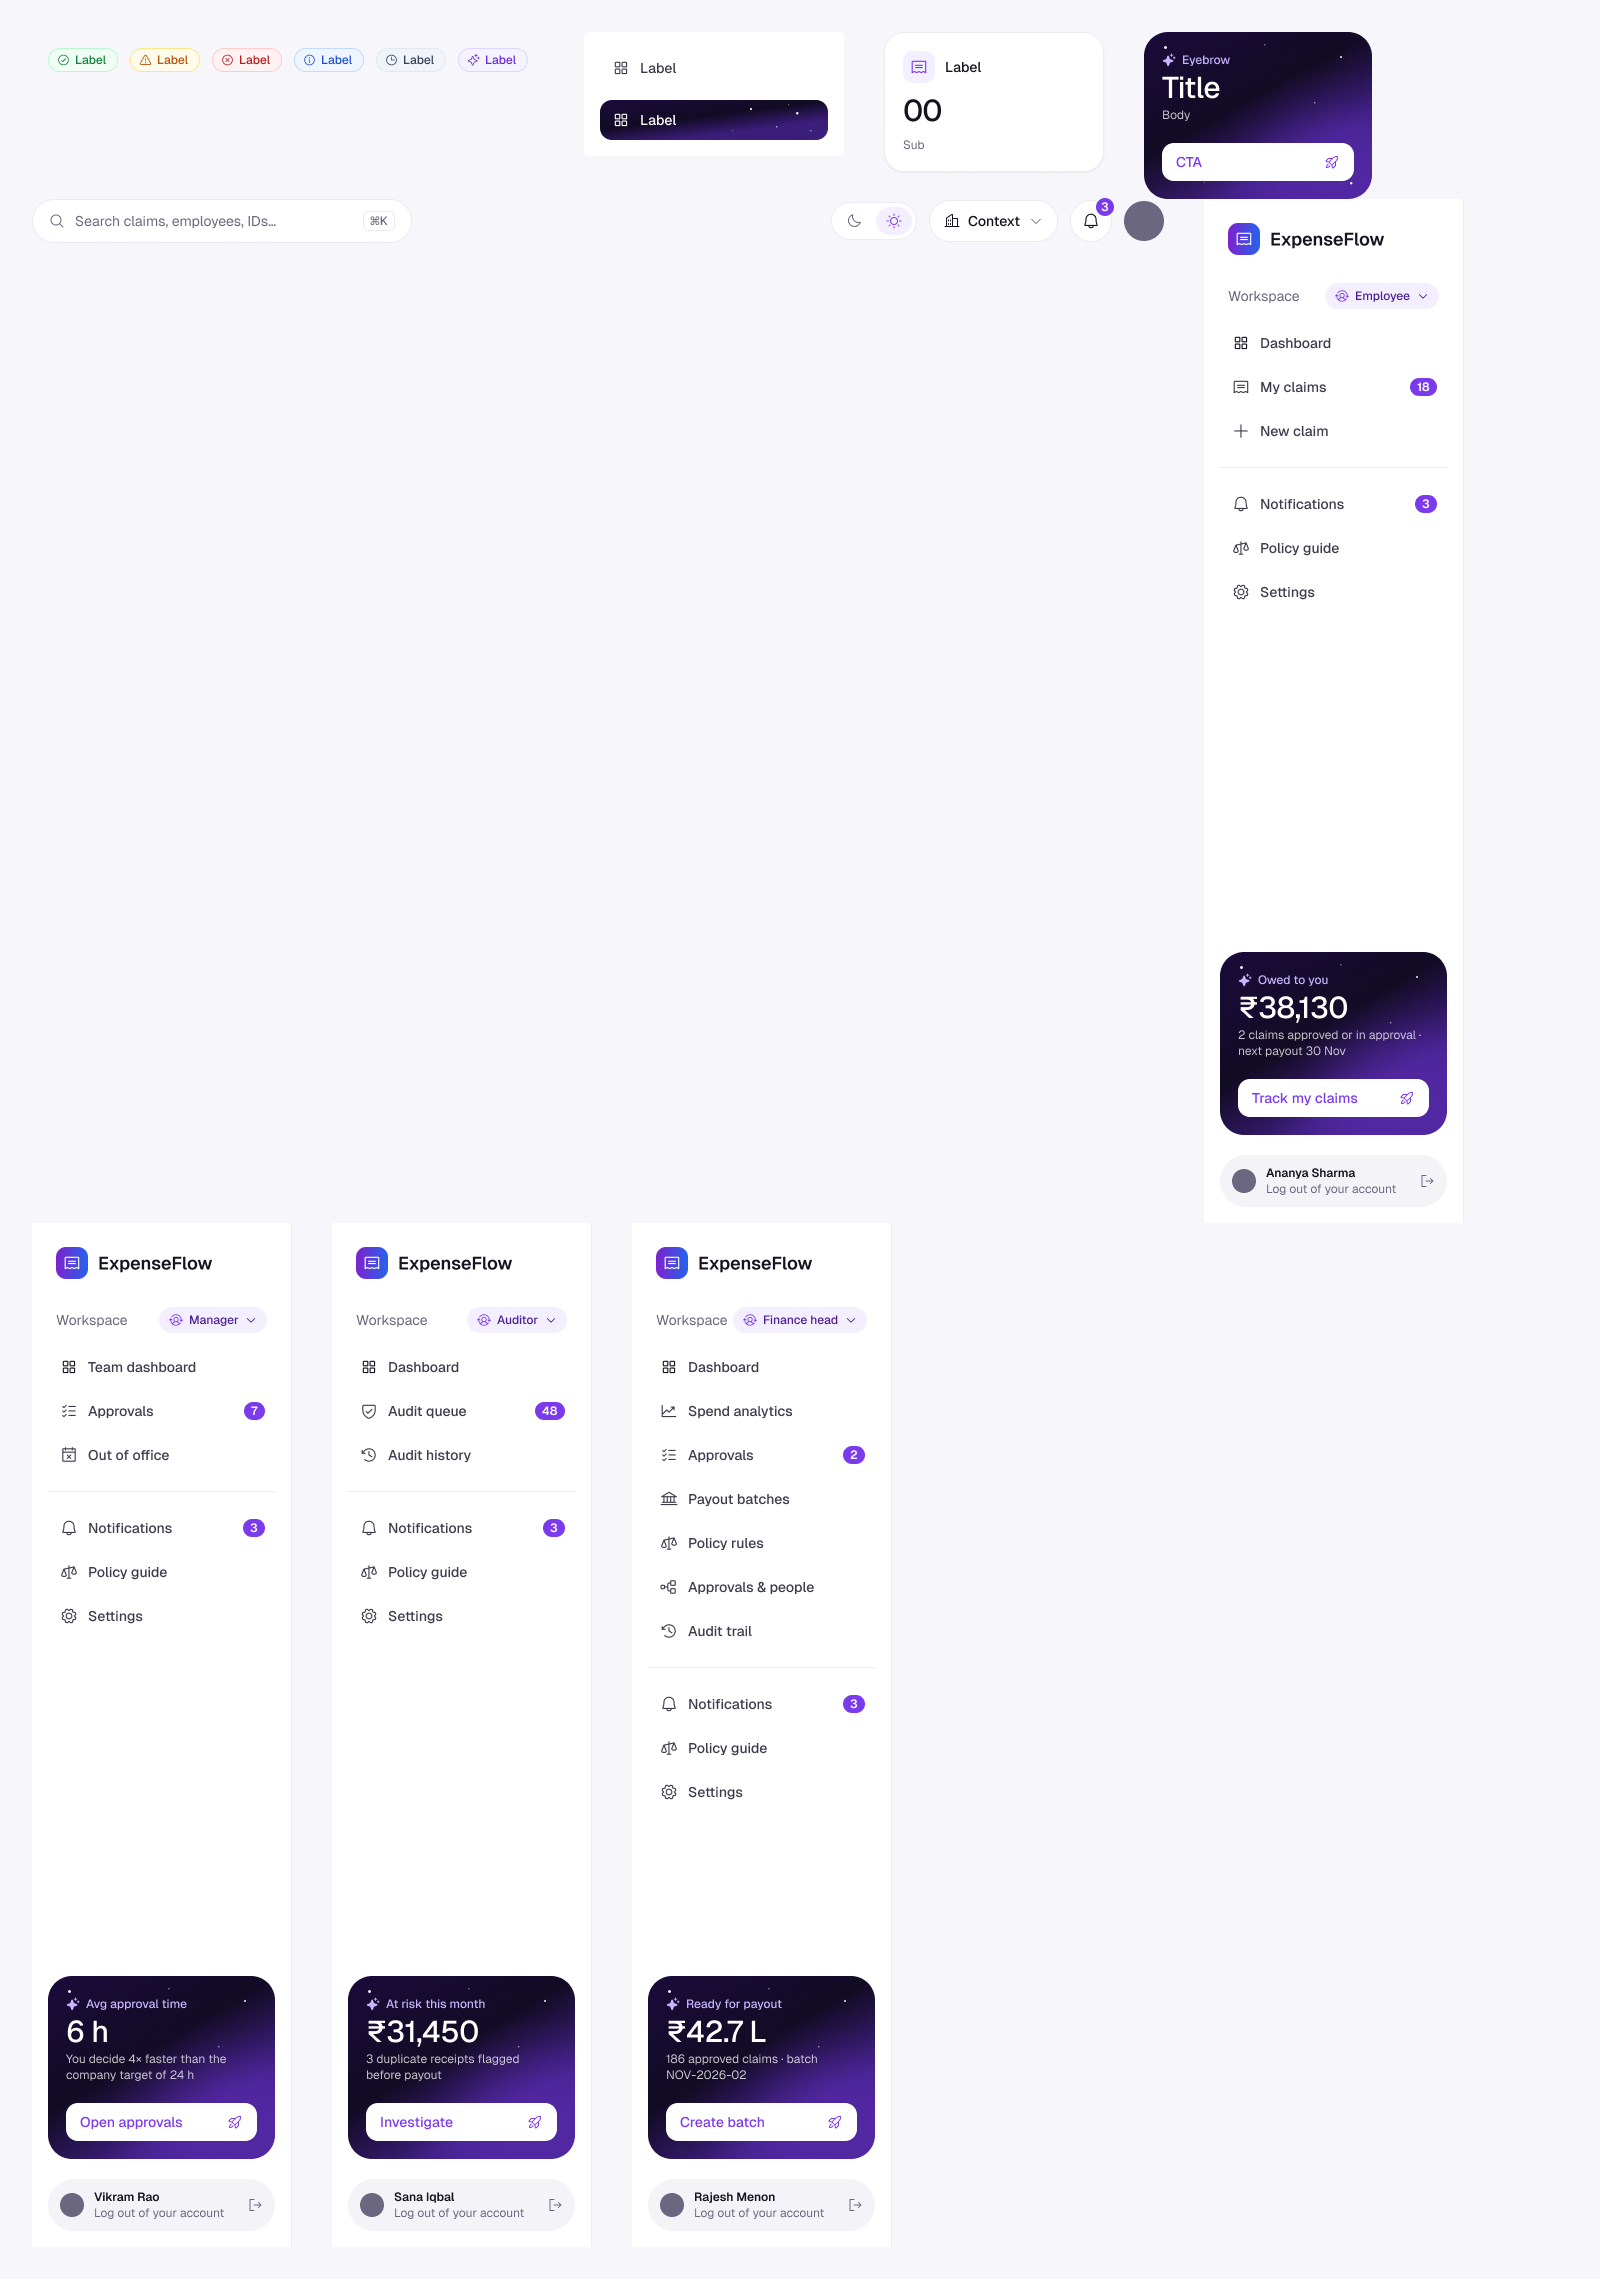 Label
Label
Label
Label
Label
Label
Label
Label
Label
00
Sub
Eyebrow
Title
Body
CTA
Search claims, employees, IDs...
⌘K
Context
3
ExpenseFlow
Workspace
Employee
Dashboard
My claims
18
New claim
Notifications
3
Policy guide
Settings
Owed to you
₹38,130
2 claims approved or in approval ·
next payout 30 Nov
Track my claims
Ananya Sharma
Log out of your account
ExpenseFlow
Workspace
Manager
Team dashboard
Approvals
7
Out of office
Notifications
3
Policy guide
Settings
Avg approval time
6 h
You decide 4× faster than the
company target of 24 h
Open approvals
Vikram Rao
Log out of your account
ExpenseFlow
Workspace
Auditor
Dashboard
Audit queue
48
Audit history
Notifications
3
Policy guide
Settings
At risk this month
₹31,450
3 duplicate receipts flagged
before payout
Investigate
Sana Iqbal
Log out of your account
ExpenseFlow
Workspace
Finance head
Dashboard
Spend analytics
Approvals
2
Payout batches
Policy rules
Approvals & people
Audit trail
Notifications
3
Policy guide
Settings
Ready for payout
₹42.7 L
186 approved claims · batch
NOV-2026-02
Create batch
Rajesh Menon
Log out of your account